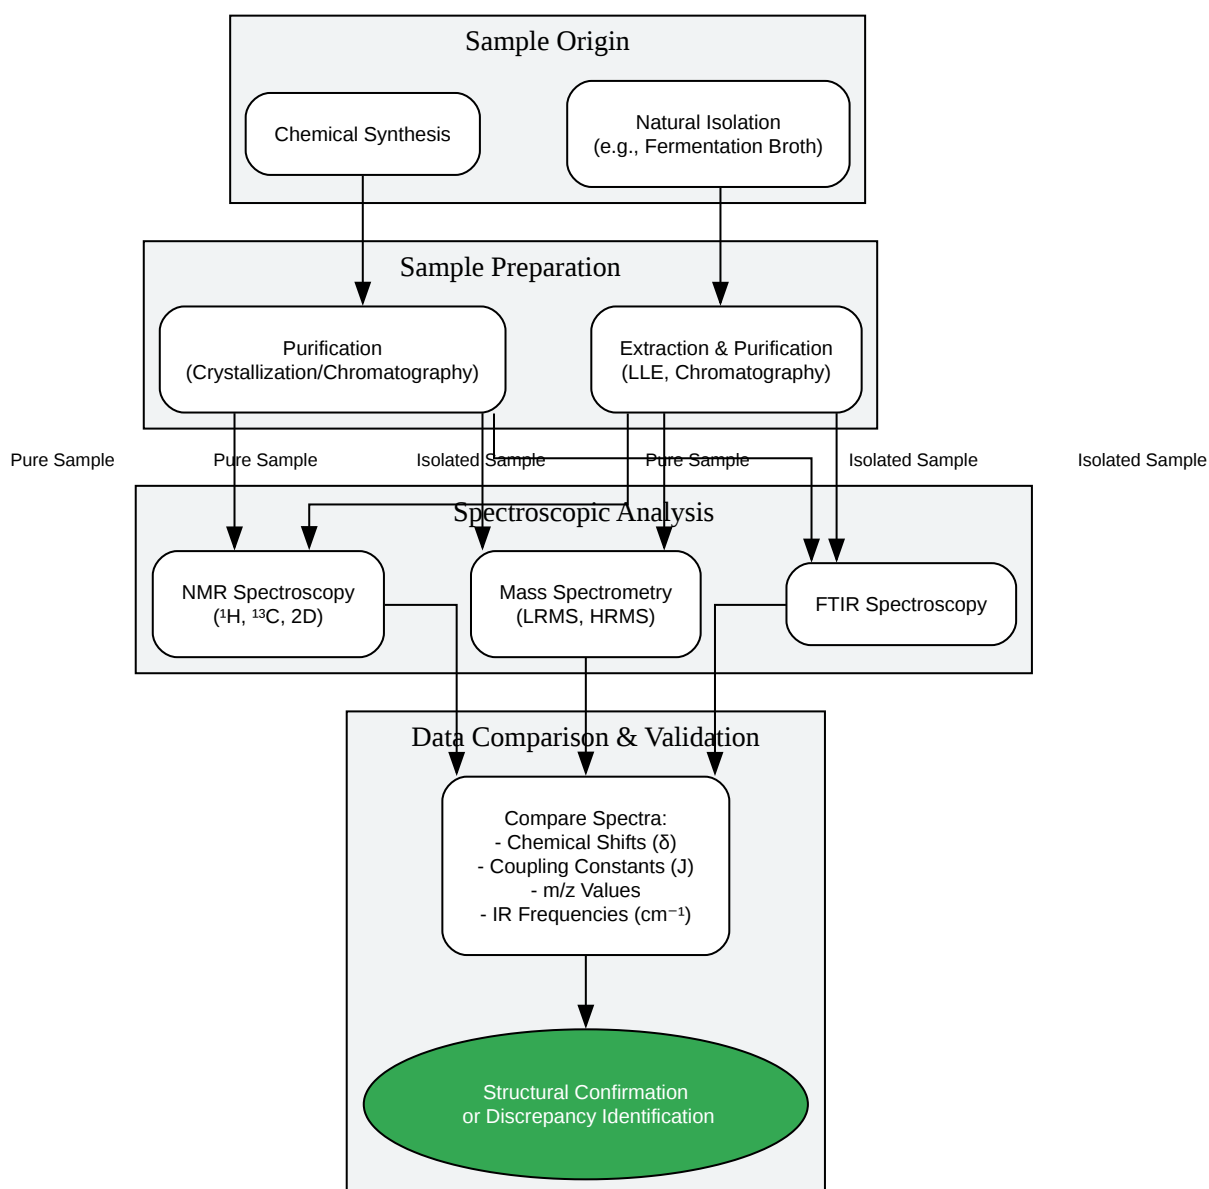 Sample Origin
Chemical Synthesis
Natural Isolation
(e.g., Fermentation Broth)
Sample Preparation
Purification
(Crystallization/Chromatography)
Extraction & Purification
(LLE, Chromatography)
Pure Sample
Pure Sample
Isolated Sample
Pure Sample
Isolated Sample
Isolated Sample
Spectroscopic Analysis
NMR Spectroscopy
(¹H, ¹³C, 2D)
Mass Spectrometry
(LRMS, HRMS)
FTIR Spectroscopy
Data Comparison & Validation
Compare Spectra:
- Chemical Shifts (δ)
- Coupling Constants (J)
- m/z Values
- IR Frequencies (cm⁻¹)
Structural Confirmation
or Discrepancy Identification